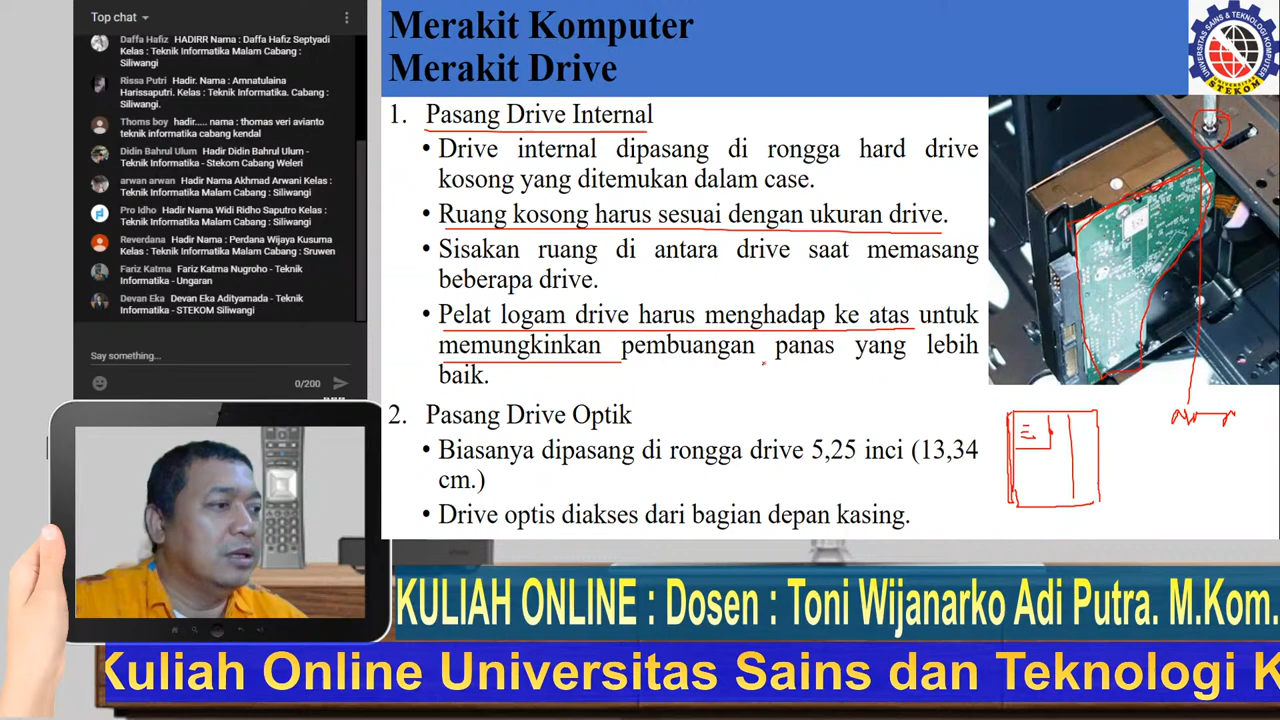 Top chat
Daffa Hafiz HADIRR Nama : Daffa Hafiz Septyadi
Kelas : Teknik Informatika Malam Cabang :
Siliwangi
Rissa Putri Hadir. Nama : Amnatulaina
Harissaputri. Kelas : Teknik Informatika. Cabang :
Siliwangi.
Thoms boy hadir..... nama : thomas veri avianto
teknik informatika cabang kendal
Didin Bahrul Ulum Hadir Didin Bahrul Ulum -
Teknik Informatika - Stekom Cabang Weleri
arwan arwan Hadir Nama Akhmad Arwani Kelas :
Teknik Informatika Malam Cabang : Siliwangi
Pro Idho Hadir Nama Widi Ridho Saputro Kelas :
Teknik Informatika Malam Cabang : Siliwangi
Reverdana Hadir Nama : Perdana Wijaya Kusuma
Kelas : Teknik Informatika Malam Cabang : Sruwen
Fariz Katma Fariz Katma Nugroho - Teknik
Informatika - Ungaran
Devan Eka Devan Eka Adityamada - Teknik
Informatika - STEKOM Siliwangi
Say something...
0/200
Merakit Komputer
Merakit Drive
1. Pasang Drive Internal
• Drive internal dipasang di rongga hard drive
kosong yang ditemukan dalam case.
• Ruang kosong harus sesuai dengan ukuran drive.
• Sisakan ruang di antara drive saat memasang
beberapa drive.
• Pelat logam drive harus menghadap ke atas untuk
memungkinkan pembuangan panas yang lebih
baik.
2. Pasang Drive Optik
• Biasanya dipasang di rongga drive 5,25 inci (13,34
cm.)
• Drive optis diakses dari bagian depan kasing.
UNIVERSITAS SAINS & TEKNOLOGI KOMPUTER
UNIVERSITAS
STEKOM
KULIAH ONLINE : Dosen : Toni Wijanarko Adi Putra. M.Kom.
Kuliah Online Universitas Sains dan Teknologi K